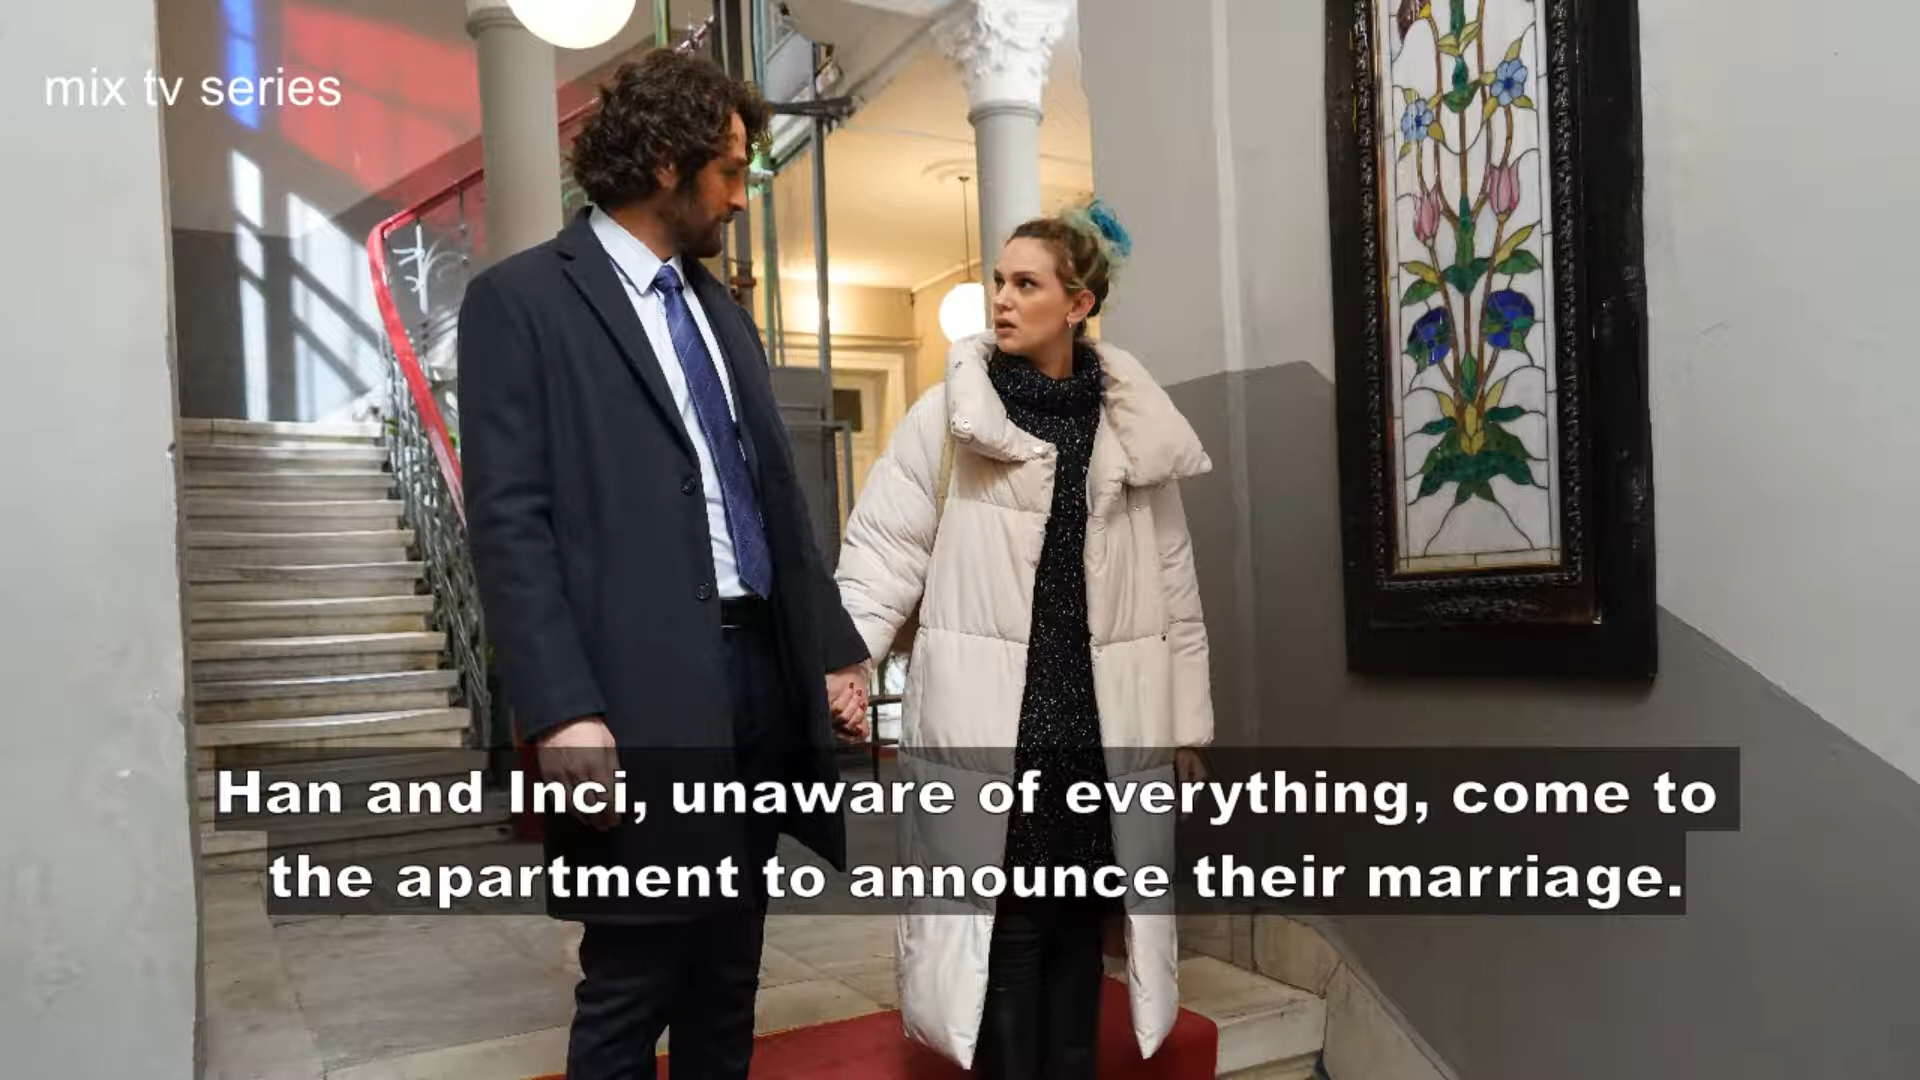 mix tv series
Han and Inci, unaware of everything, come to
the apartment to announce their marriage.